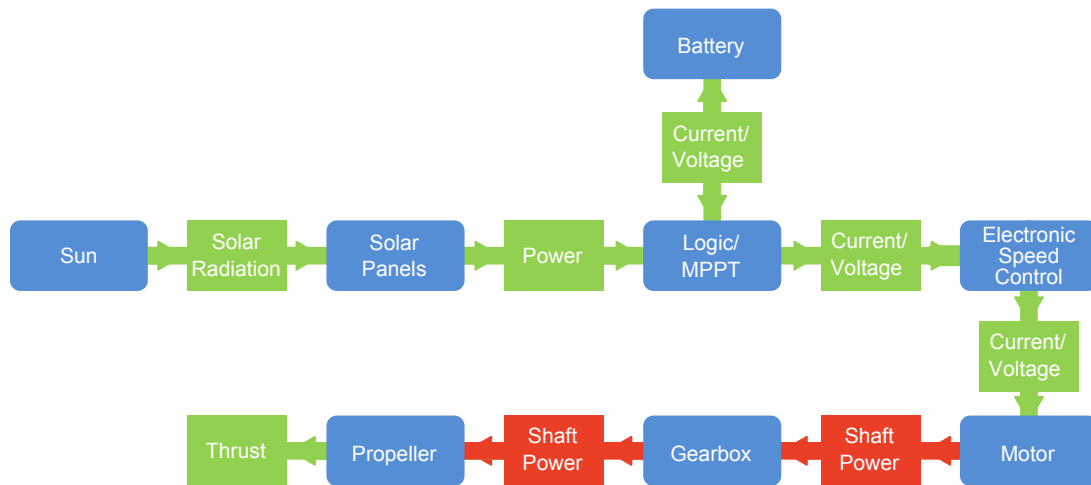 Battery
Current/
Voltage
Sun
Solar
Radiation
Solar
Panels
Power
Logic/
MPPT
Current/
Voltage
Electronic
Speed
Control
Current/
Voltage
Thrust
Propeller
Shaft
Power
Gearbox
Shaft
Power
Motor